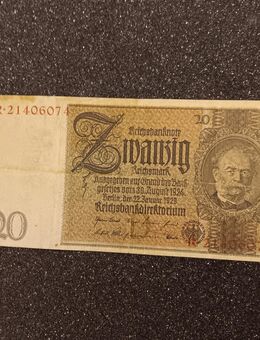 R·21406074
20
Reichsbanknote
Zwanzig
Reichsmark
Ausgegeben auf Grund des Bank-
gesetzes vom 30. August 1924
Berlin, den 22. Januar 1929
Reichsbankdirektorium
20